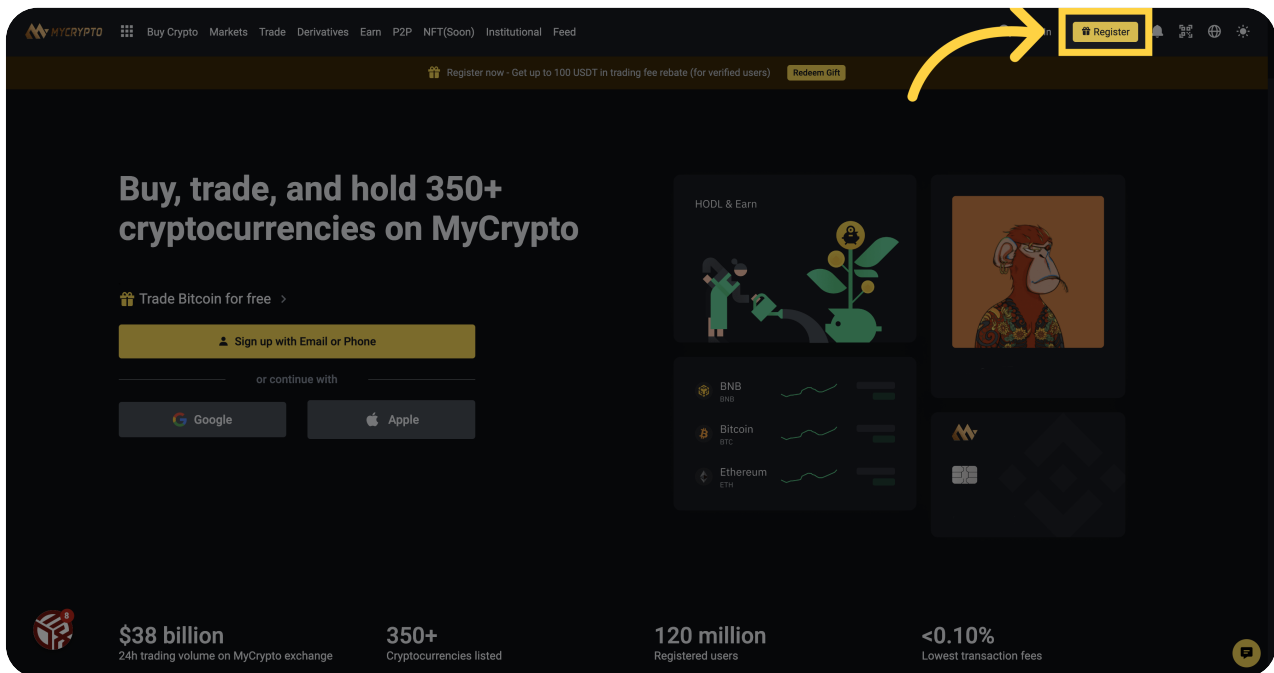 MYCRYPTO
Buy Crypto Markets Trade Derivatives Earn P2P NFT(Soon) Institutional Feed
Register
Register now - Get up to 100 USDT in trading fee rebate (for verified users) Redeem Gift
Buy, trade, and hold 350+
cryptocurrencies on MyCrypto
Trade Bitcoin for free
Sign up with Email or Phone
or continue with
Google Apple
HODL & Earn
BNB
BNB
Bitcoin
BTC
Ethereum
ETH
8
$38 billion
24h trading volume on MyCrypto exchange
350+
Cryptocurrencies listed
120 million
Registered users
<0.10%
Lowest transaction fees